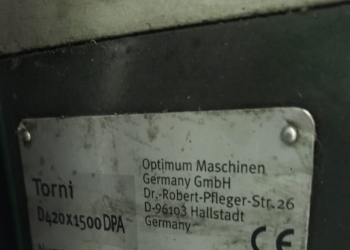 Torni
D420X1500DPA
Optimum Maschinen
Germany GmbH
Dr.-Robert-Pfleger-Str. 26
D-96103 Hallstadt
Germany
CE